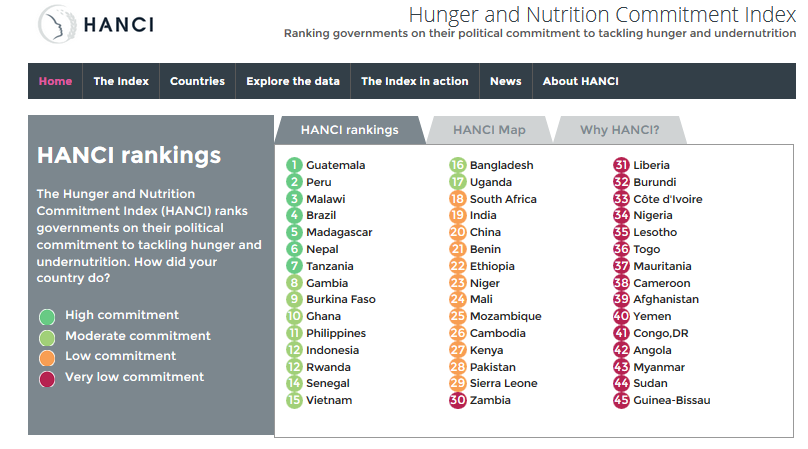 HANCI
Hunger and Nutrition Commitment Index
Ranking governments on their political commitment to tackling hunger and undernutrition
Home The Index Countries Explore the data The Index in action News About HANCI
HANCI rankings
The Hunger and Nutrition
Commitment Index (HANCI) ranks
governments on their political
commitment to tackling hunger and
undernutrition. How did your
country do?
High commitment
Moderate commitment
Low commitment
Very low commitment
HANCI rankings HANCI Map Why HANCI?
1 Guatemala
2 Peru
3 Malawi
4 Brazil
5 Madagascar
6 Nepal
7 Tanzania
8 Gambia
9 Burkina Faso
10 Ghana
11 Philippines
12 Indonesia
12 Rwanda
14 Senegal
15 Vietnam
16 Bangladesh
17 Uganda
18 South Africa
19 India
20 China
21 Benin
22 Ethiopia
23 Niger
24 Mali
25 Mozambique
26 Cambodia
27 Kenya
28 Pakistan
29 Sierra Leone
30 Zambia
31 Liberia
32 Burundi
33 Côte d'Ivoire
34 Nigeria
35 Lesotho
36 Togo
37 Mauritania
38 Cameroon
39 Afghanistan
40 Yemen
41 Congo,DR
42 Angola
43 Myanmar
44 Sudan
45 Guinea-Bissau